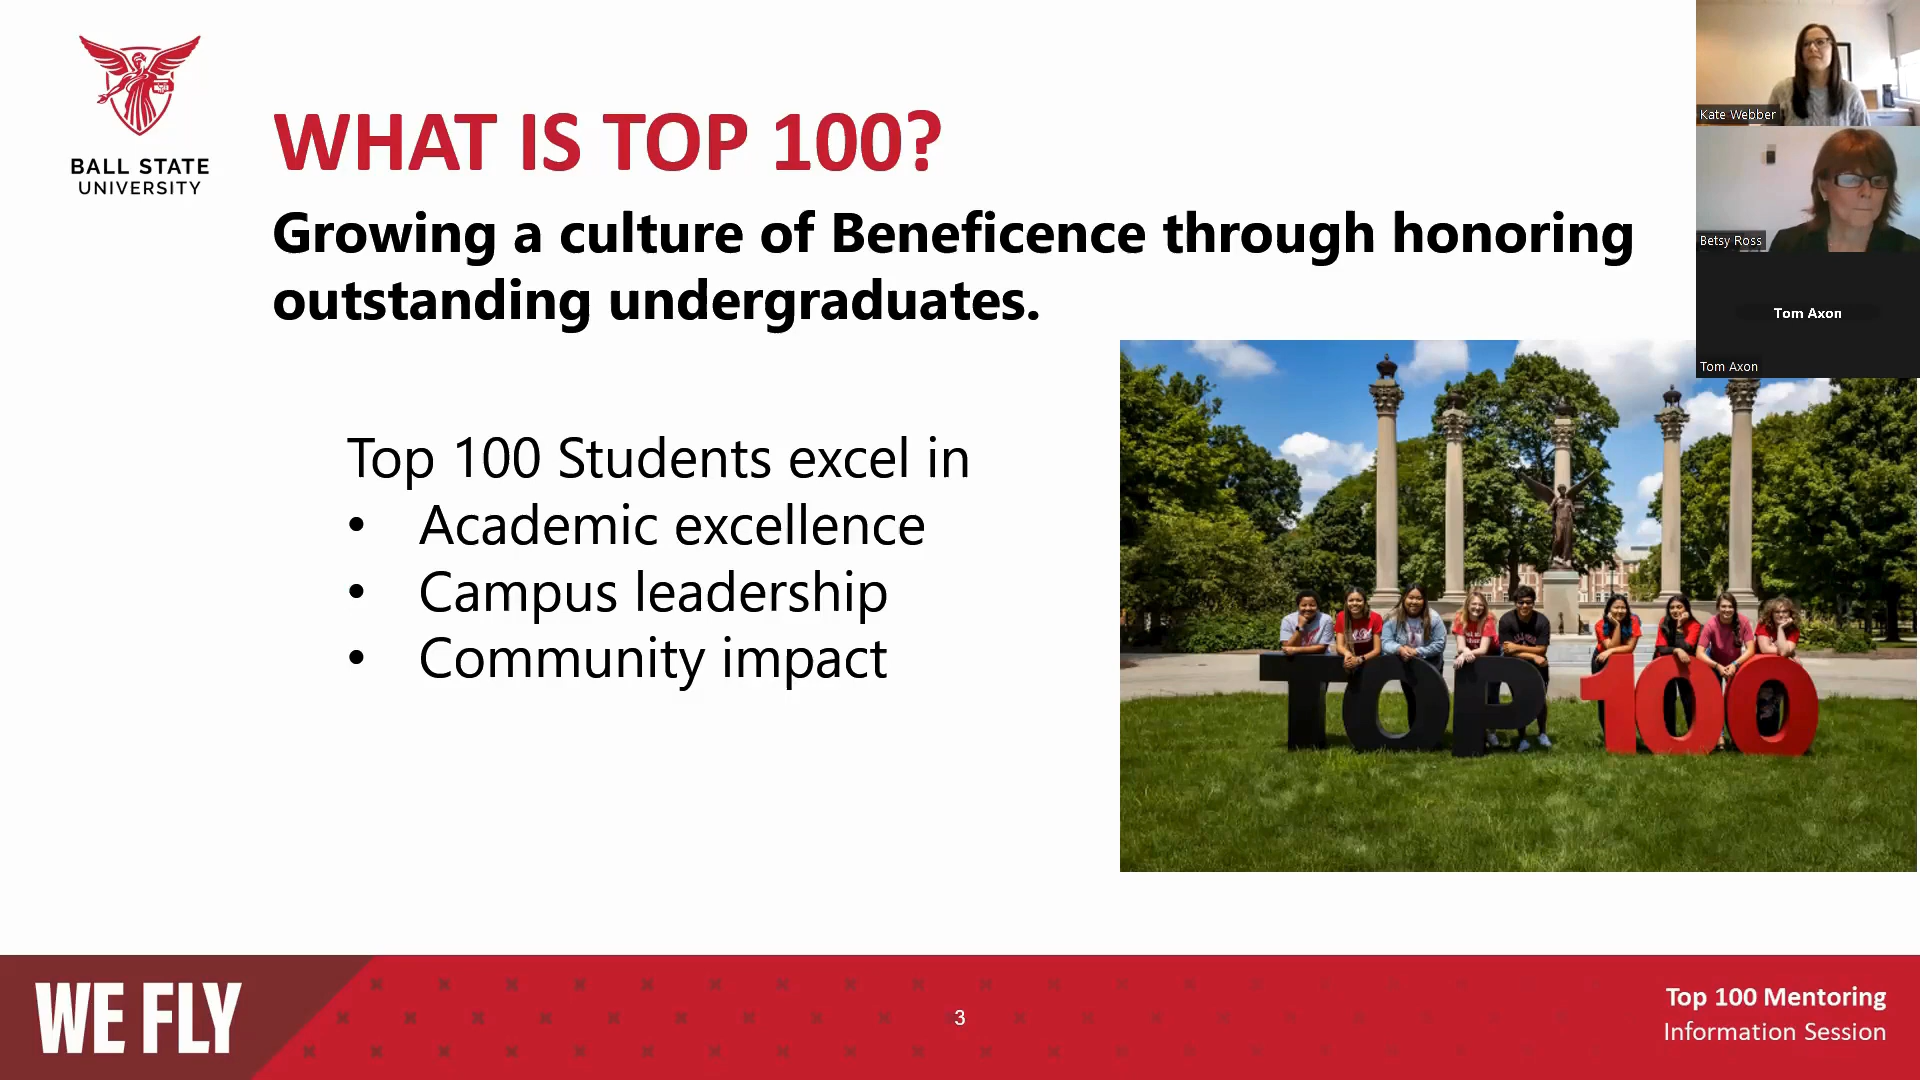 BALL STATE
UNIVERSITY
WHAT IS TOP 100?
Growing a culture of Beneficence through honoring
outstanding undergraduates.
Top 100 Students excel in
• Academic excellence
• Campus leadership
• Community impact
TOP 100
Kate Webber
Betsy Ross
Tom Axon
Tom Axon
WE FLY
3
Top 100 Mentoring
Information Session